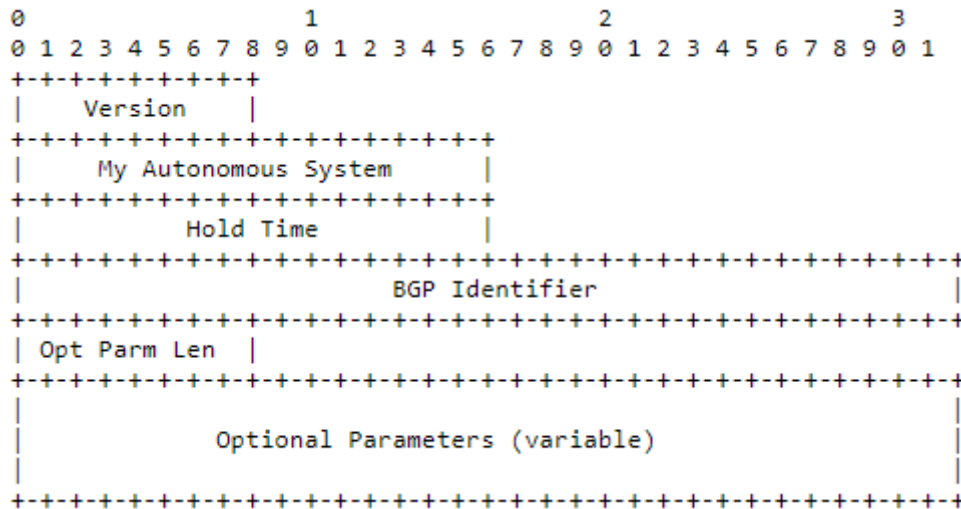 0                   1                   2                   3
0 1 2 3 4 5 6 7 8 9 0 1 2 3 4 5 6 7 8 9 0 1 2 3 4 5 6 7 8 9 0 1
+-+-+-+-+-+-+-+-+
|    Version    |
+-+-+-+-+-+-+-+-+-+-+-+-+-+-+-+-+
|     My Autonomous System      |
+-+-+-+-+-+-+-+-+-+-+-+-+-+-+-+-+
|           Hold Time           |
+-+-+-+-+-+-+-+-+-+-+-+-+-+-+-+-+-+-+-+-+-+-+-+-+-+-+-+-+-+-+-+-+
|                         BGP Identifier                        |
+-+-+-+-+-+-+-+-+-+-+-+-+-+-+-+-+-+-+-+-+-+-+-+-+-+-+-+-+-+-+-+-+
| Opt Parm Len  |
+-+-+-+-+-+-+-+-+-+-+-+-+-+-+-+-+-+-+-+-+-+-+-+-+-+-+-+-+-+-+-+-+
|                                                               |
|             Optional Parameters (variable)                    |
|                                                               |
+-+-+-+-+-+-+-+-+-+-+-+-+-+-+-+-+-+-+-+-+-+-+-+-+-+-+-+-+-+-+-+-+